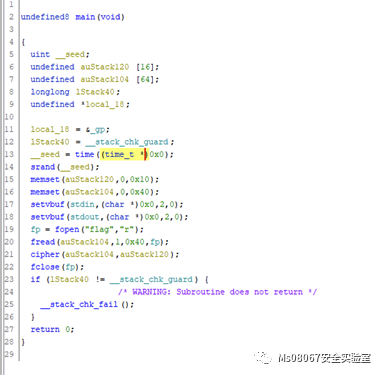 1
2 undefined8 main(void)
3
4 {
5 uint __seed;
6 undefined auStack120 [16];
7 undefined auStack104 [64];
8 longlong lStack40;
9 undefined *local_18;
10
11 local_18 = &_gp;
12 lStack40 = __stack_chk_guard;
13 __seed = time((time_t *)0x0);
14 srand(__seed);
15 memset(auStack120,0,0x10);
16 memset(auStack104,0,0x40);
17 setvbuf(stdin,(char *)0x0,2,0);
18 setvbuf(stdout,(char *)0x0,2,0);
19 fp = fopen("flag","r");
20 fread(auStack104,1,0x40,fp);
21 cipher(auStack104,auStack120);
22 fclose(fp);
23 if (lStack40 != __stack_chk_guard) {
24 /* WARNING: Subroutine does not return */
25 __stack_chk_fail();
26 }
27 return 0;
28 }
29
Ms08067安全实验室